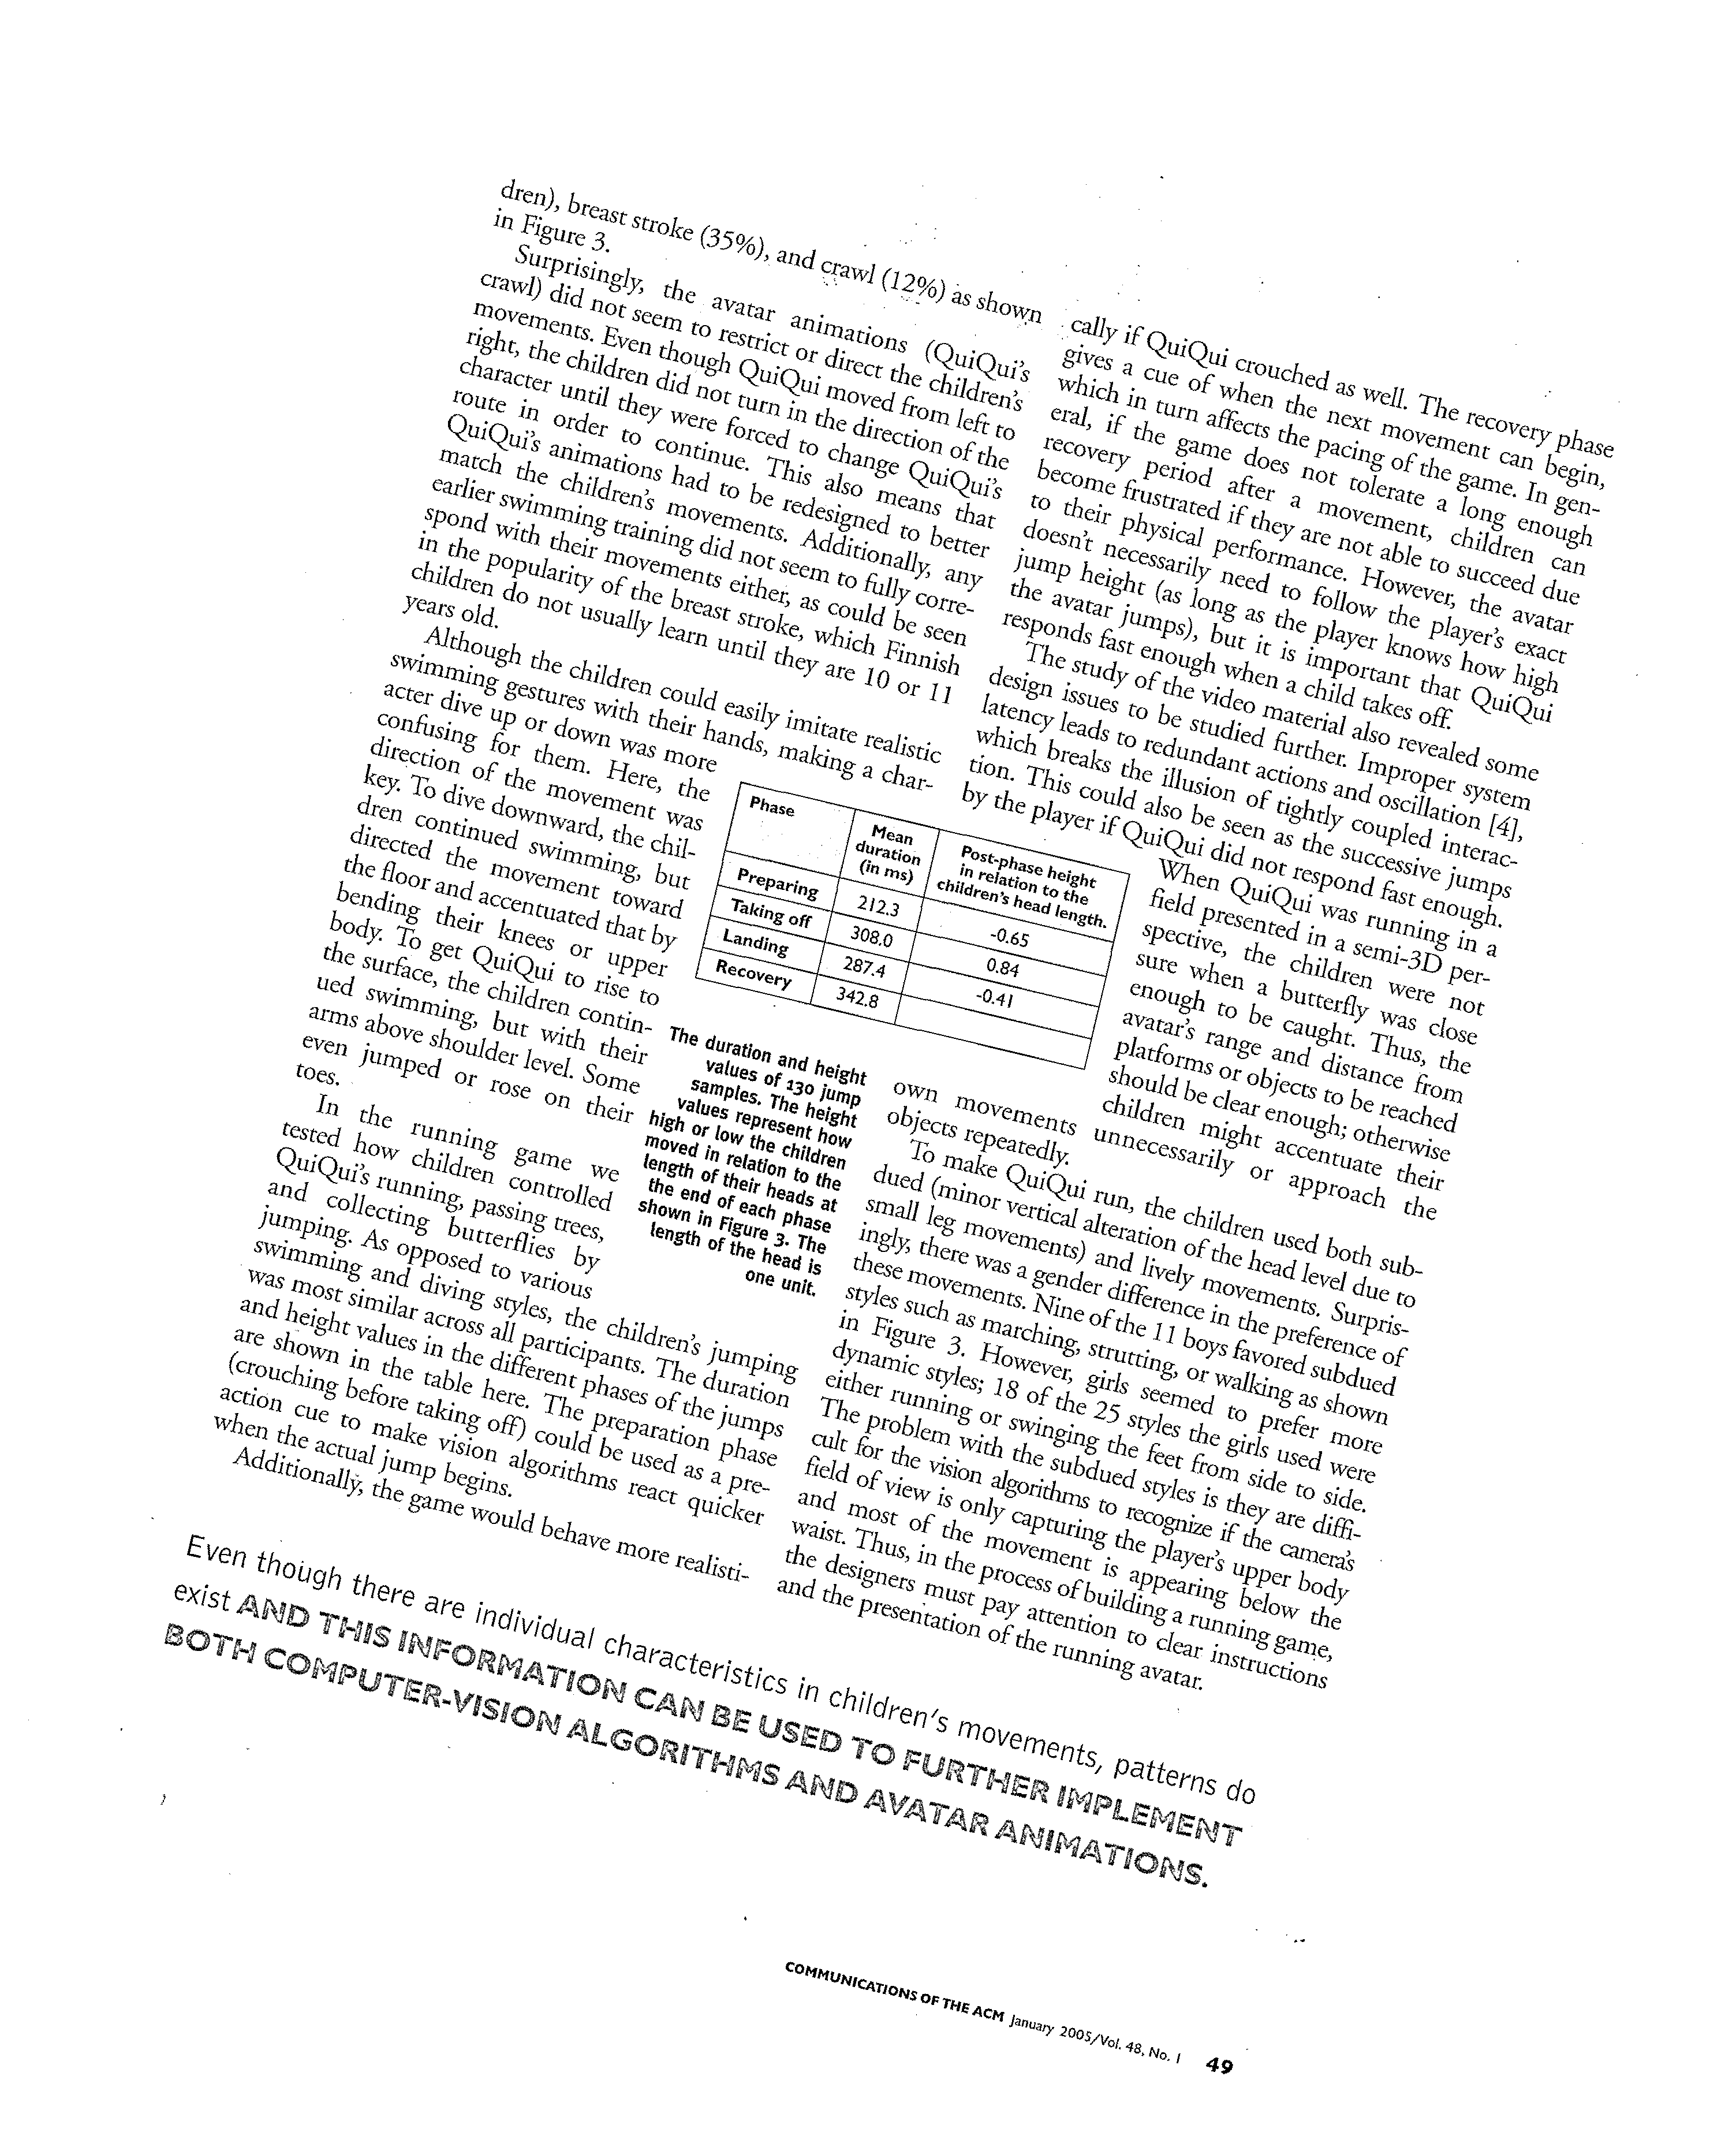 dren), breast stroke (35%), and crawl (12%) as shown
in Figure 3.
Surprisingly, the avatar animations (QuiQui's
crawl) did not seem to restrict or direct the children's
movements. Even though QuiQui moved from left to
right, the children did not turn in the direction of the
character until they were forced to change QuiQui's
route in order to continue. This also means that
QuiQui's animations had to be redesigned to better
match the children's movements. Additionally, any
earlier swimming training did not seem to fully corre-
spond with their movements either, as could be seen
in the popularity of the breast stroke, which Finnish
children do not usually learn until they are 10 or 11
years old.
Although the children could easily imitate realistic
swimming gestures with their hands, making a char-
acter dive up or down was more
confusing for them. Here, the
direction of the movement was
key. To dive downward, the chil-
dren continued swimming, but
directed the movement toward
the floor and accentuated that by
bending their knees or upper
body. To get QuiQui to rise to
the surface, the children contin-
ued swimming, but with their
arms above shoulder level. Some
even jumped or rose on their
toes.
In the running game we
tested how children controlled
QuiQui's running, passing trees,
and collecting butterflies by
jumping. As opposed to various
swimming and diving styles, the children's jumping
was most similar across all participants. The duration
and height values in the different phases of the jumps
are shown in the table here. The preparation phase
(crouching before taking off) could be used as a pre-
action cue to make vision algorithms react quicker
when the actual jump begins.
Additionally, the game would behave more realisti-
Phase
Mean
duration
(in ms)
Post-phase height
in relation to the
children's head length.
Preparing 212.3 -0.65
Taking off 308.0 0.84
Landing 287.4 -0.41
Recovery 342.8
The duration and height
values of 130 jump
samples. The height
values represent how
high or low the children
moved in relation to the
length of their heads at
the end of each phase
shown in Figure 3. The
length of the head is
one unit.
cally if QuiQui crouched as well. The recovery phase
gives a cue of when the next movement can begin,
which in turn affects the pacing of the game. In gen-
eral, if the game does not tolerate a long enough
recovery period after a movement, children can
become frustrated if they are not able to succeed due
to their physical performance. However, the avatar
doesn't necessarily need to follow the player's exact
jump height (as long as the player knows how high
the avatar jumps), but it is important that QuiQui
responds fast enough when a child takes off.
The study of the video material also revealed some
design issues to be studied further. Improper system
latency leads to redundant actions and oscillation [4],
which breaks the illusion of tightly coupled interac-
tion. This could also be seen as the successive jumps
by the player if QuiQui did not respond fast enough.
When QuiQui was running in a
field presented in a semi-3D per-
spective, the children were not
sure when a butterfly was close
enough to be caught. Thus, the
avatar's range and distance from
platforms or objects to be reached
should be clear enough; otherwise
children might accentuate their
own movements unnecessarily or approach the
objects repeatedly.
To make QuiQui run, the children used both sub-
dued (minor vertical alteration of the head level due to
small leg movements) and lively movements. Surpris-
ingly, there was a gender difference in the preference of
these movements. Nine of the 11 boys favored subdued
styles such as marching, strutting, or walking as shown
in Figure 3. However, girls seemed to prefer more
dynamic styles; 18 of the 25 styles the girls used were
either running or swinging the feet from side to side.
The problem with the subdued styles is they are diffi-
cult for the vision algorithms to recognize if the camera's
field of view is only capturing the player's upper body
and most of the movement is appearing below the
waist. Thus, in the process of building a running game,
the designers must pay attention to clear instructions
and the presentation of the running avatar.
Even though there are individual characteristics in children's movements, patterns do
exist AND THIS INFORMATION CAN BE USED TO FURTHER IMPLEMENT
BOTH COMPUTER-VISION ALGORITHMS AND AVATAR ANIMATIONS.
COMMUNICATIONS OF THE ACM January 2005/Vol. 48, No. 1 49